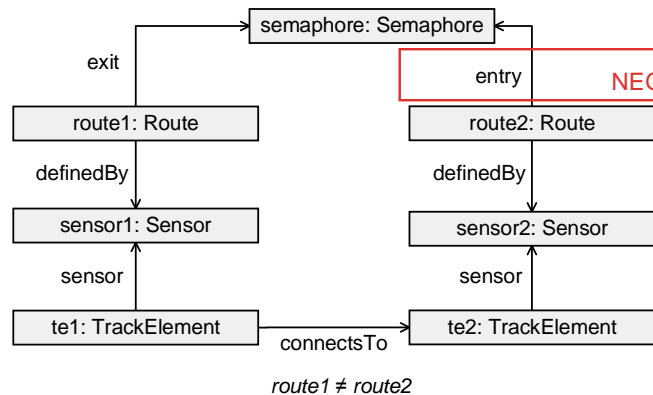 semaphore: Semaphore
exit
entry
NEG
route1: Route
route2: Route
definedBy
definedBy
sensor1: Sensor
sensor2: Sensor
sensor
sensor
te1: TrackElement
te2: TrackElement
connectsTo
route1 ≠ route2